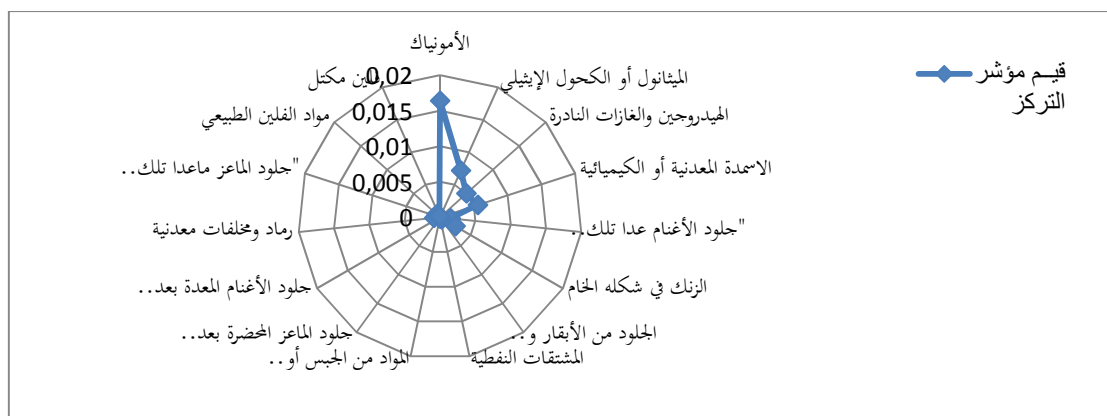 الأمونياك
الميثانول أو الكحول الإيثيلي
الهيدروجين والغازات النادرة
الاسمدة المعدنية أو الكيميائية
"جلود الأغنام عدا تلك..
الزنك في شكله الخام
الجلود من الأبقار و..
المشتقات النفطية
المواد من الجبس أو..
جلود الماعز المحضرة بعد..
جلود الأغنام المعدة بعد..
رماد ومخلفات معدنية
"جلود الماعز ماعدا تلك..
مواد الفلين الطبيعي
فلين مكتل
0,02
0,015
0,01
0,005
0
قيم مؤشر
التركز